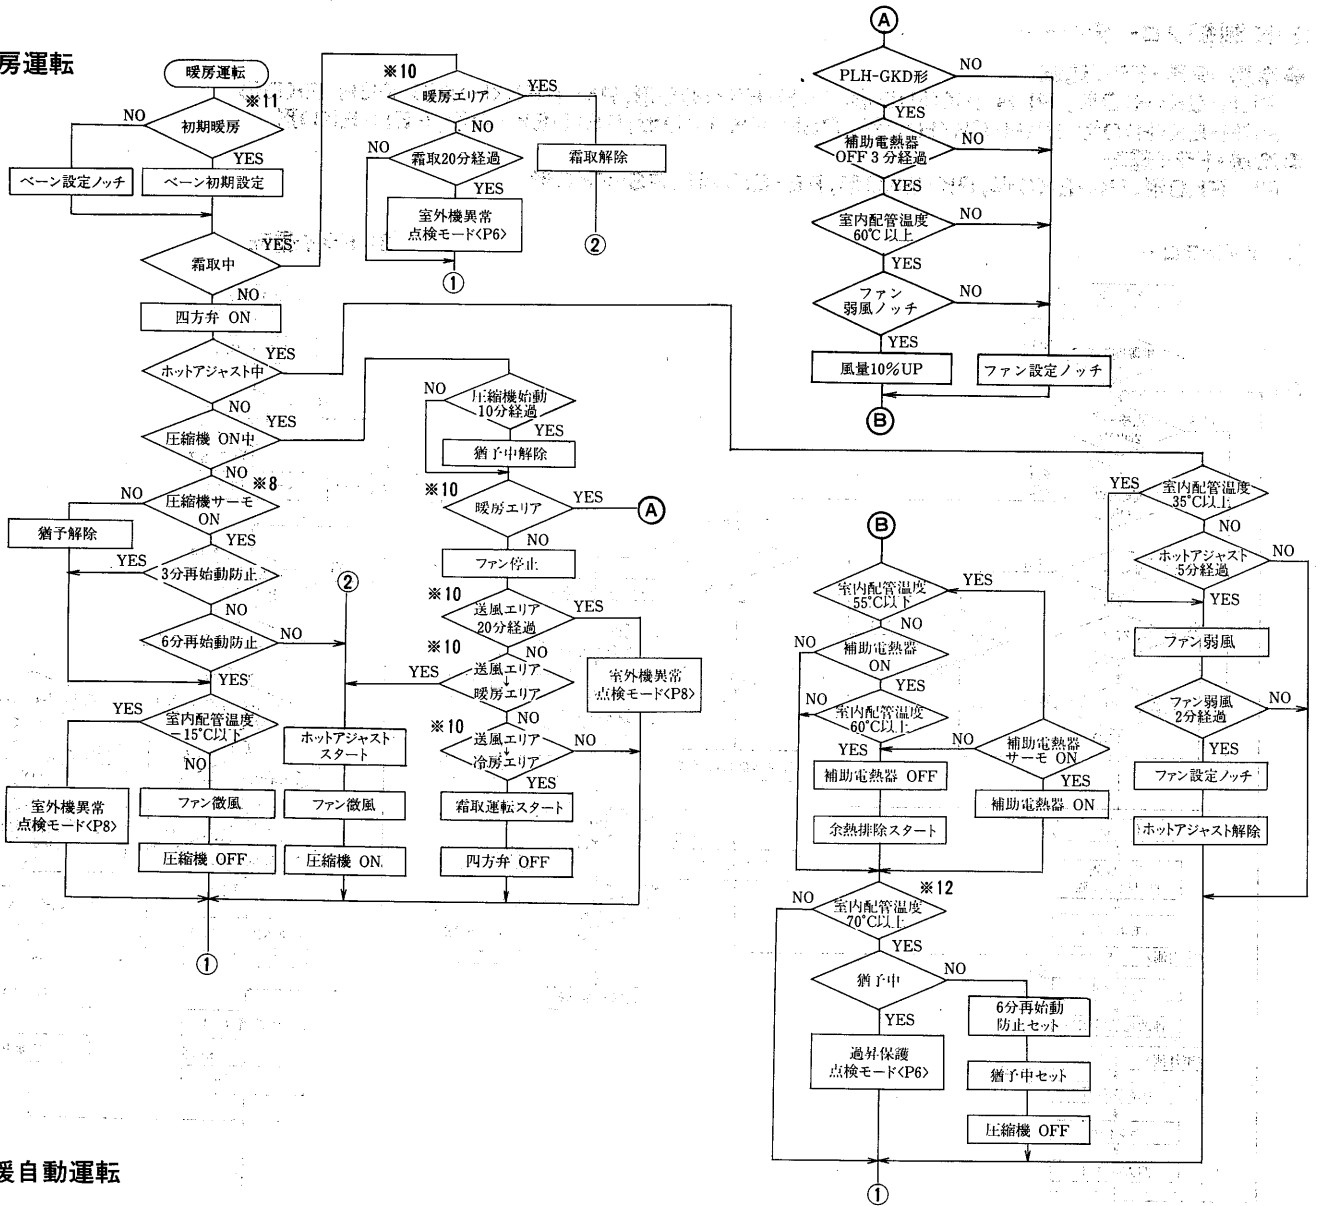 房運転
暖房運転
※11
初期暖房
NO
YES
ベーン設定ノッチ
ベーン初期設定
霜取中
YES
NO
四方弁 ON
ホットアジャスト中
YES
NO
圧縮機 ON中
YES
NO
※8
圧縮機サーモ
ON
NO
YES
猶予解除
3分再始動防止
YES
NO
6分再始動防止
NO
YES
室内配管温度
-15℃以下
YES
NO
室外機異常
点検モード<P8>
ファン微風
圧縮機 OFF
①
②
ホットアジャスト
スタート
ファン微風
圧縮機 ON
※10
暖房エリア
YES
NO
霜取20分経過
NO
YES
霜取解除
室外機異常
点検モード<P6>
②
①
圧縮機始動
10分経過
NO
YES
猶予中解除
※10
暖房エリア
YES
Ⓐ
NO
ファン停止
※10
送風エリア
20分経過
YES
NO
※10
送風エリア
↓
暖房エリア
YES
NO
室外機異常
点検モード<P8>
※10
送風エリア
↓
冷房エリア
NO
YES
霜取運転スタート
四方弁 OFF
Ⓐ
PLH-GKD形
NO
YES
補助電熱器
OFF 3分経過
NO
YES
室内配管温度
60℃以上
NO
YES
ファン
弱風ノッチ
NO
YES
風量10%UP
ファン設定ノッチ
Ⓑ
室内配管温度
35℃以上
YES
NO
ホットアジャスト
5分経過
NO
YES
ファン弱風
ファン弱風
2分経過
NO
YES
ファン設定ノッチ
ホットアジャスト解除
Ⓑ
室内配管温度
55℃以下
YES
NO
補助電熱器
ON
NO
YES
室内配管温度
60℃以上
NO
YES
補助電熱器
サーモ ON
NO
YES
補助電熱器 OFF
補助電熱器 ON
余熱排除スタート
※12
室内配管温度
70℃以上
NO
YES
猶予中
NO
YES
過昇保護
点検モード<P6>
6分再始動
防止セット
猶予中セット
圧縮機 OFF
①
暖自動運転